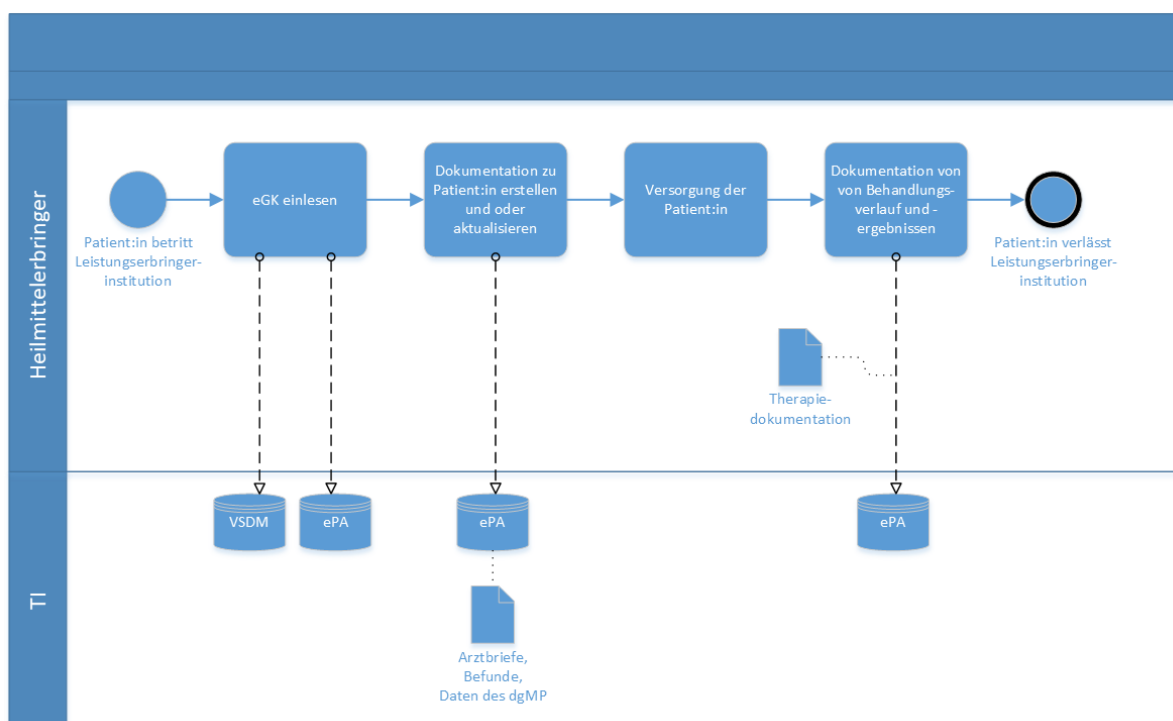 Heilmittelerbringer
Patient:in betritt
Leistungserbringer-
institution
eGK einlesen
Dokumentation zu
Patient:in erstellen
und oder
aktualisieren
Versorgung der
Patient:in
Dokumentation von
von Behandlungs-
verlauf und -
ergebnissen
Patient:in verlässt
Leistungserbringer-
institution
Therapie-
dokumentation
TI
VSDM
ePA
ePA
ePA
Arztbriefe,
Befunde,
Daten des dgMP